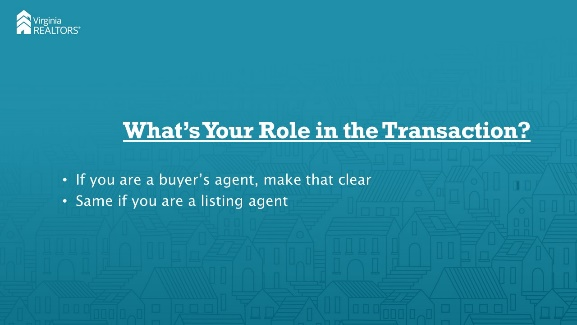 Virginia
REALTORS®
What's Your Role in the Transaction?
• If you are a buyer's agent, make that clear
• Same if you are a listing agent